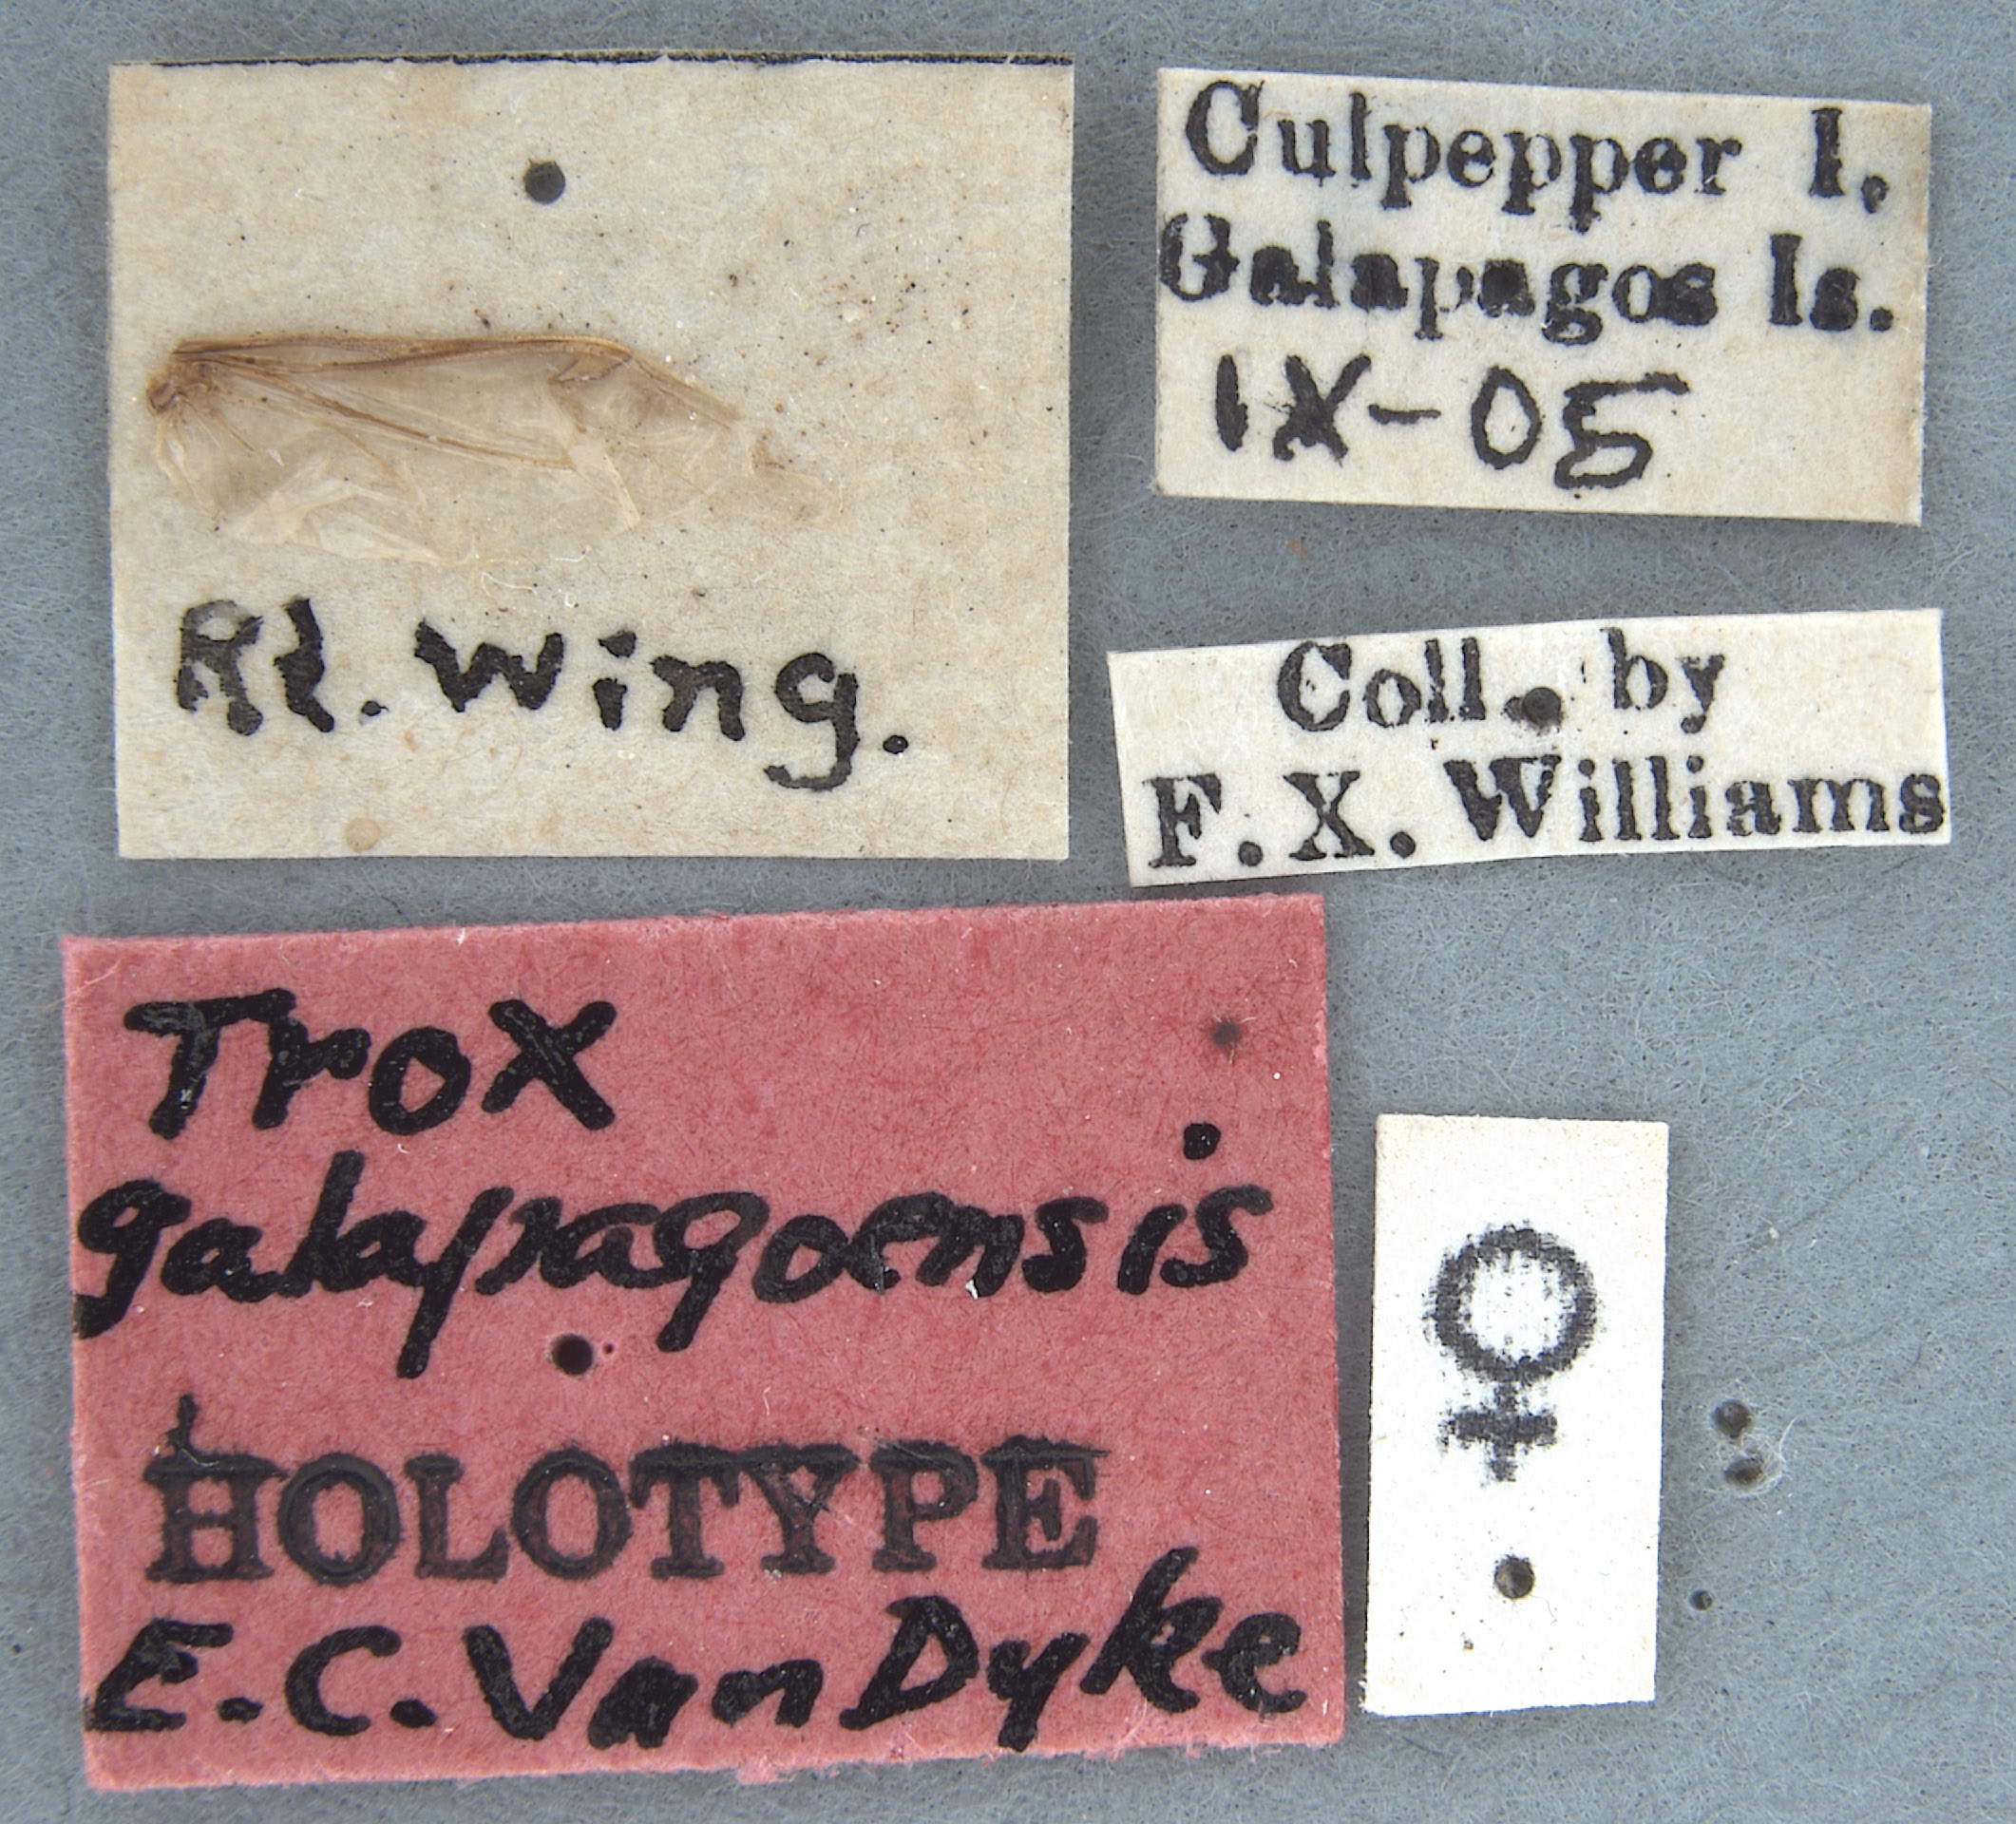 Rt. wing.
Culpepper I.
Galapagos Is.
IX-05
Coll. by
F. X. Williams
Trox
galapagoensis
HOLOTYPE
E.C. Van Dyke
♀